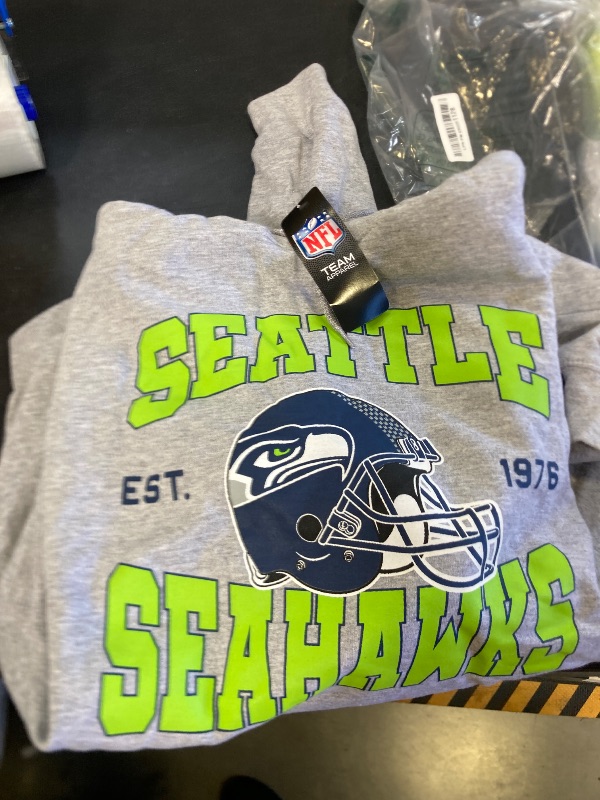 NFL
TEAM
APPAREL
SEATTLE
EST. 1976
SEAHAWKS